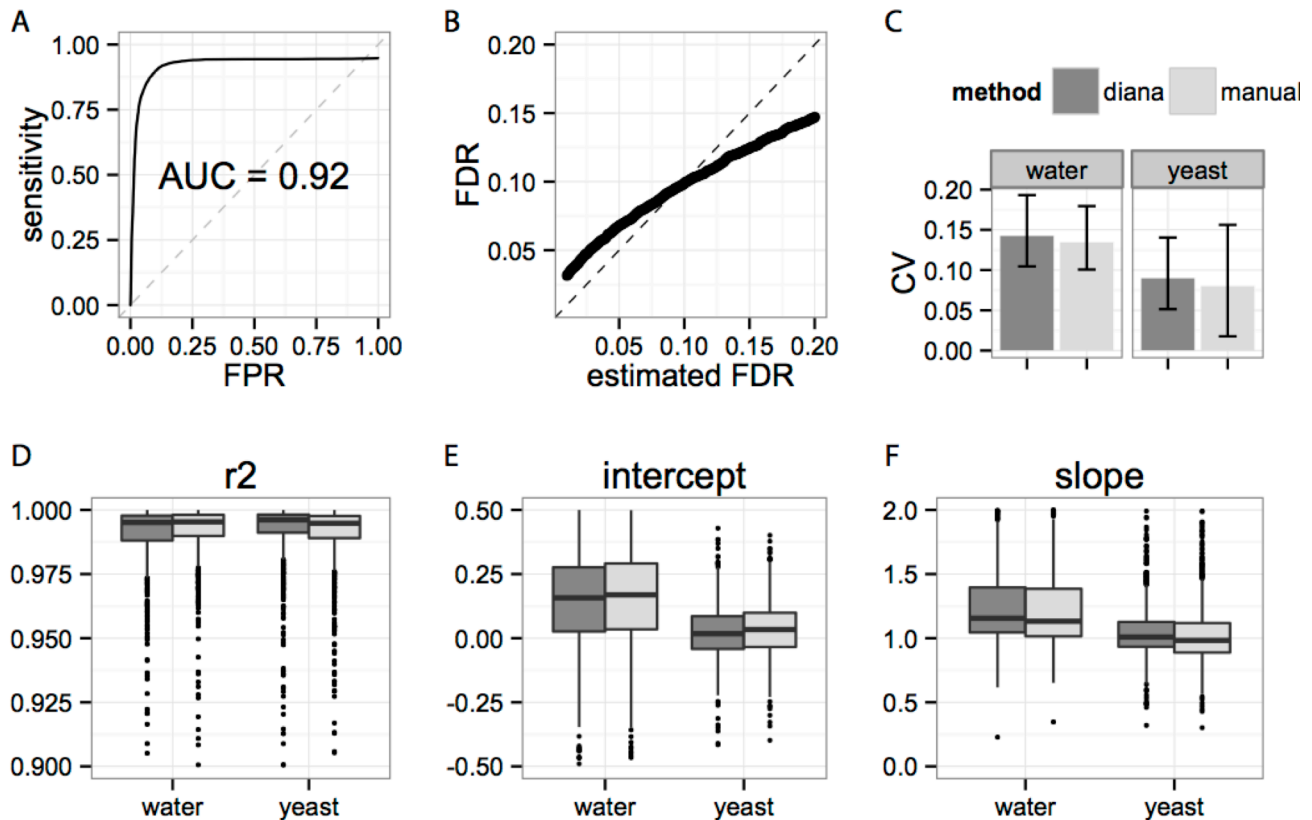 A
1.00
0.75
0.50
0.25
0.00
sensitivity
AUC = 0.92
0.00 0.25 0.50 0.75 1.00
FPR
B
0.20
0.15
0.10
0.05
FDR
0.05 0.10 0.15 0.20
estimated FDR
C
method diana manual
water yeast
0.20
0.15
0.10
0.05
0.00
CV
D
r2
1.000
0.975
0.950
0.925
0.900
water yeast
E
intercept
0.50
0.25
0.00
-0.25
-0.50
water yeast
F
slope
2.0
1.5
1.0
0.5
0.0
water yeast